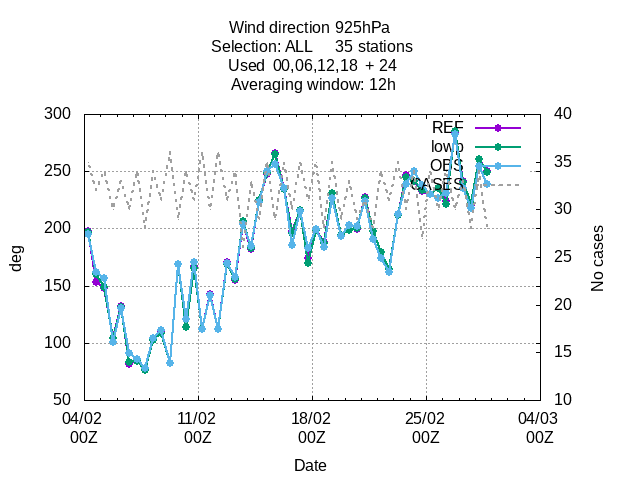 Wind direction 925hPa
Selection: ALL 35 stations
Used 00,06,12,18 + 24
Averaging window: 12h
300 40
REF
lowp
250 35
OBS
CASES
200 30
deg
No cases
25
150 20
100 15
50 10
04/02 11/02 18/02 25/02 04/03
00Z 00Z 00Z 00Z 00Z
Date